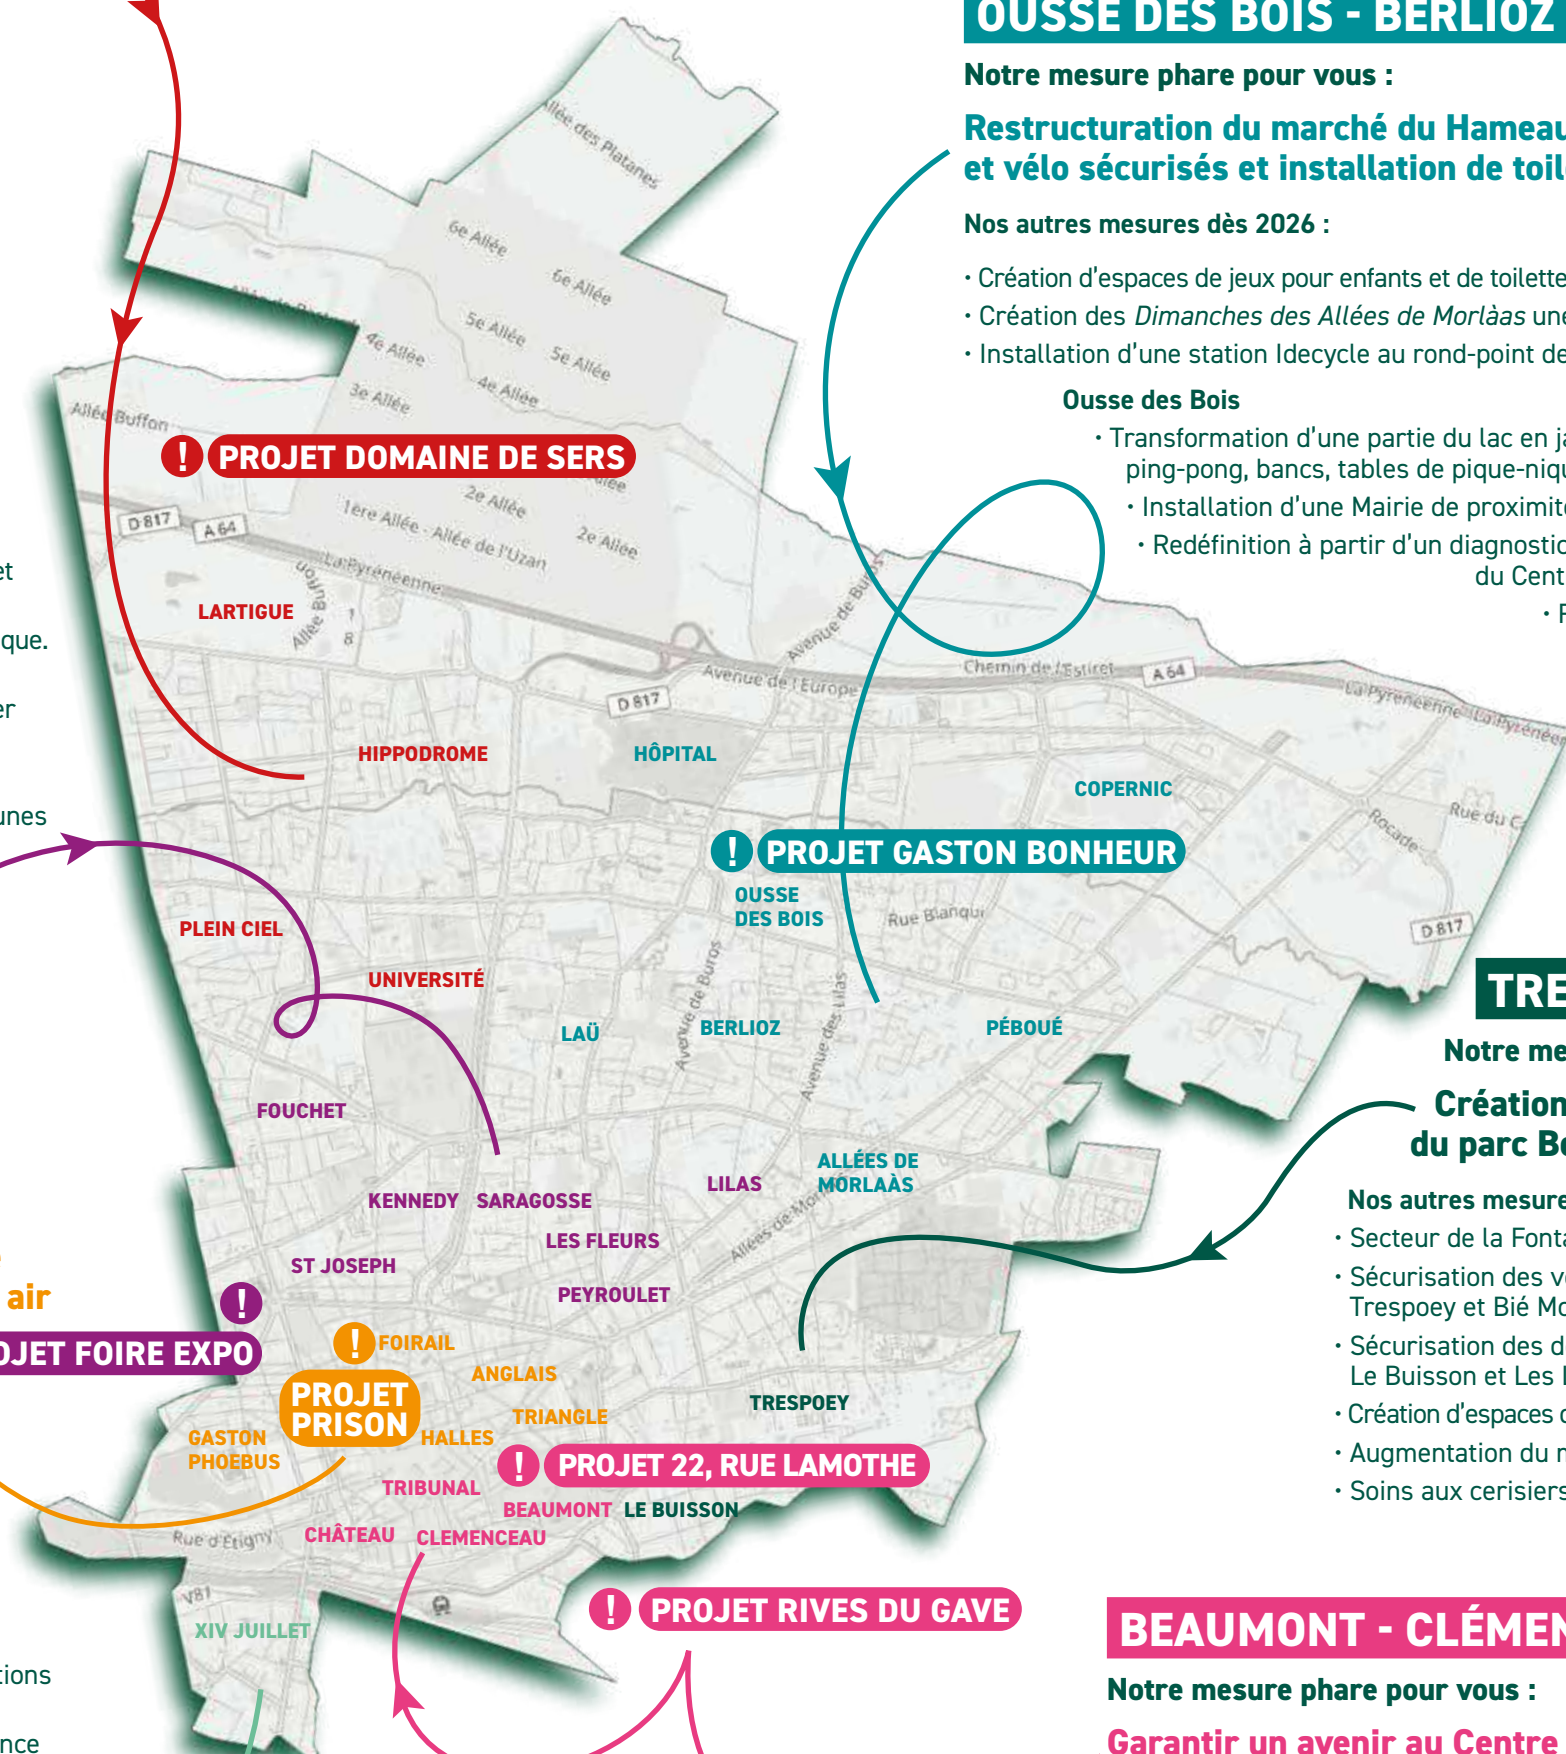 OUSSE DES BOIS - BERLIOZ
Notre mesure phare pour vous :
Restructuration du marché du Hameau
et vélo sécurisés et installation de toil
Nos autres mesures dès 2026 :
• Création d'espaces de jeux pour enfants et de toilette
• Création des Dimanches des Allées de Morlàas une
• Installation d'une station Idecycle au rond-point de
Ousse des Bois
• Transformation d'une partie du lac en ja
ping-pong, bancs, tables de pique-niqu
• Installation d'une Mairie de proximité
• Redéfinition à partir d'un diagnostic
du Cent
Allée des Platanes
6e Allée
6e Allée
5e Allée
5e Allée
4e Allée
4e Allée
3e Allée
Allée Buffon
! PROJET DOMAINE DE SERS
2e Allée
1ère Allée - Allée de l'Uzan
2e Allée
D 817
A 64
La Pyrénéenne
Allée Buffon
18
LARTIGUE
et
que.
er
unes
Avenue de Buros
Avenue de l'Europe
Chemin de l'Estiret
A 64
D 817
La Pyrénéenne
HIPPODROME
HÔPITAL
COPERNIC
Rocade
Rue du C
! PROJET GASTON BONHEUR
OUSSE
DES BOIS
Rue Blanqui
D 817
PLEIN CIEL
UNIVERSITÉ
LAÜ
Avenue de Buros
BERLIOZ
Avenue des Lilas
PÉBOUÉ
TRE
Notre me
Création
du parc Be
Nos autres mesure
• Secteur de la Fonta
• Sécurisation des v
Trespoey et Bié Mo
• Sécurisation des d
Le Buisson et Les
• Création d'espaces
• Augmentation du
• Soins aux cerisiers
FOUCHET
KENNEDY
SARAGOSSE
LILAS
ALLÉES DE
MORLAÀS
Allées de Mor
LES FLEURS
ST JOSEPH
PEYROULET
air
!
OJET FOIRE EXPO
! FOIRAIL
PROJET
PRISON
ANGLAIS
TRIANGLE
TRESPOEY
GASTON
PHOEBUS
HALLES
! PROJET 22, RUE LAMOTHE
TRIBUNAL
BEAUMONT
LE BUISSON
Rue d'Etigny
CHÂTEAU
CLEMENCEAU
V81
XIV JUILLET
! PROJET RIVES DU GAVE
tions
nce
BEAUMONT - CLÉMEN
Notre mesure phare pour vous :
Garantir un avenir au Centre